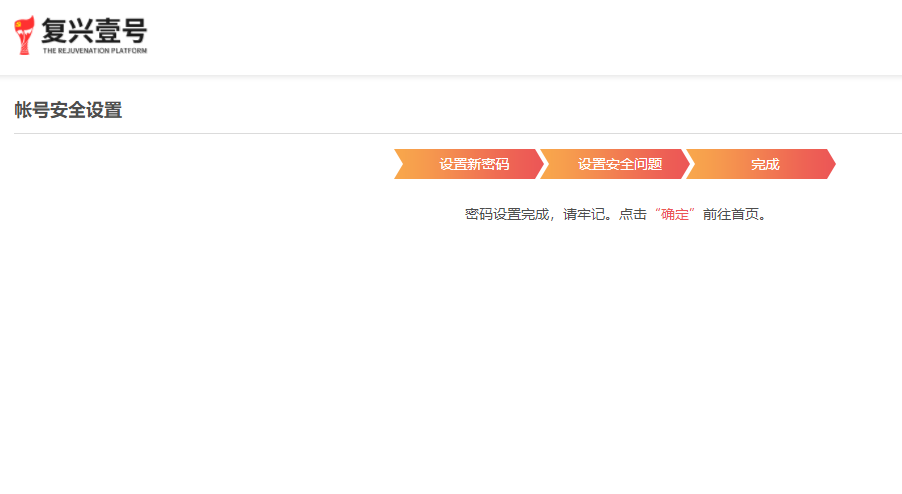 复兴壹号
THE REJUVENATION PLATFORM
帐号安全设置
设置新密码 设置安全问题 完成
密码设置完成，请牢记。点击“确定”前往首页。